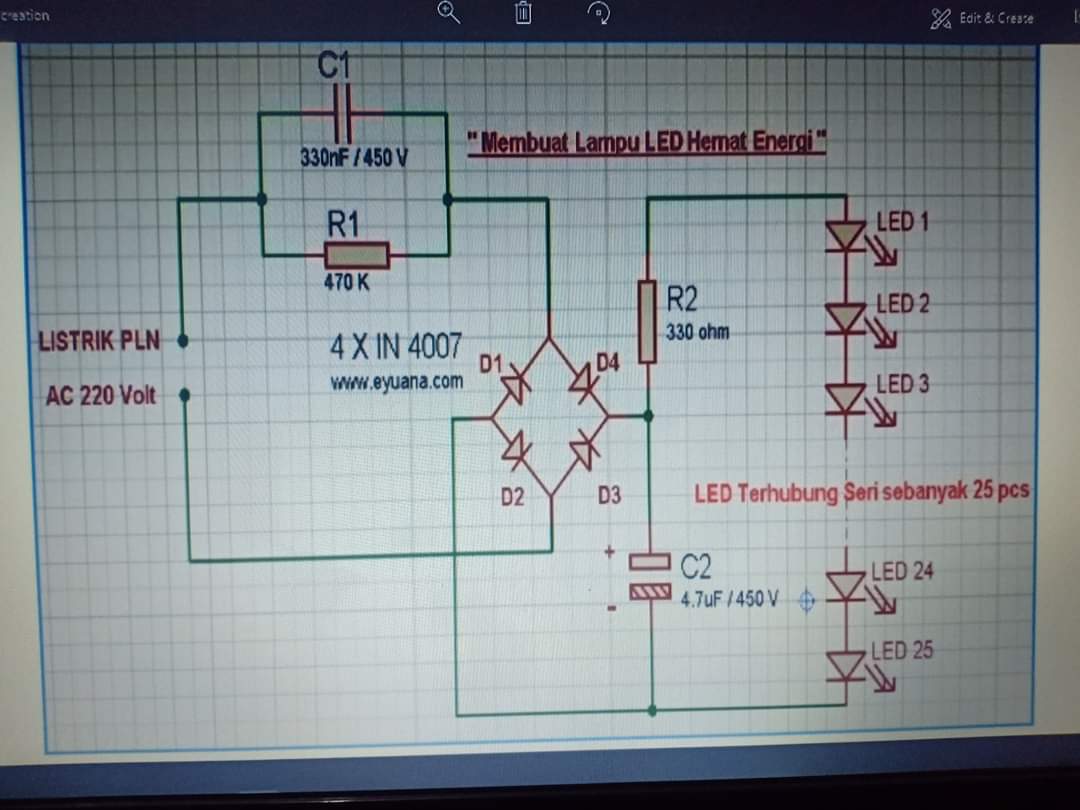 creation
Edit & Create
C1
330nF / 450 V
" Membuat Lampu LED Hemat Energi "
R1
470 K
LED 1
R2
330 ohm
LED 2
LISTRIK PLN
4 X IN 4007
D1
D4
AC 220 Volt
www.eyuana.com
LED 3
D2
D3
LED Terhubung Seri sebanyak 25 pcs
+
C2
4.7uF / 450 V
-
LED 24
LED 25